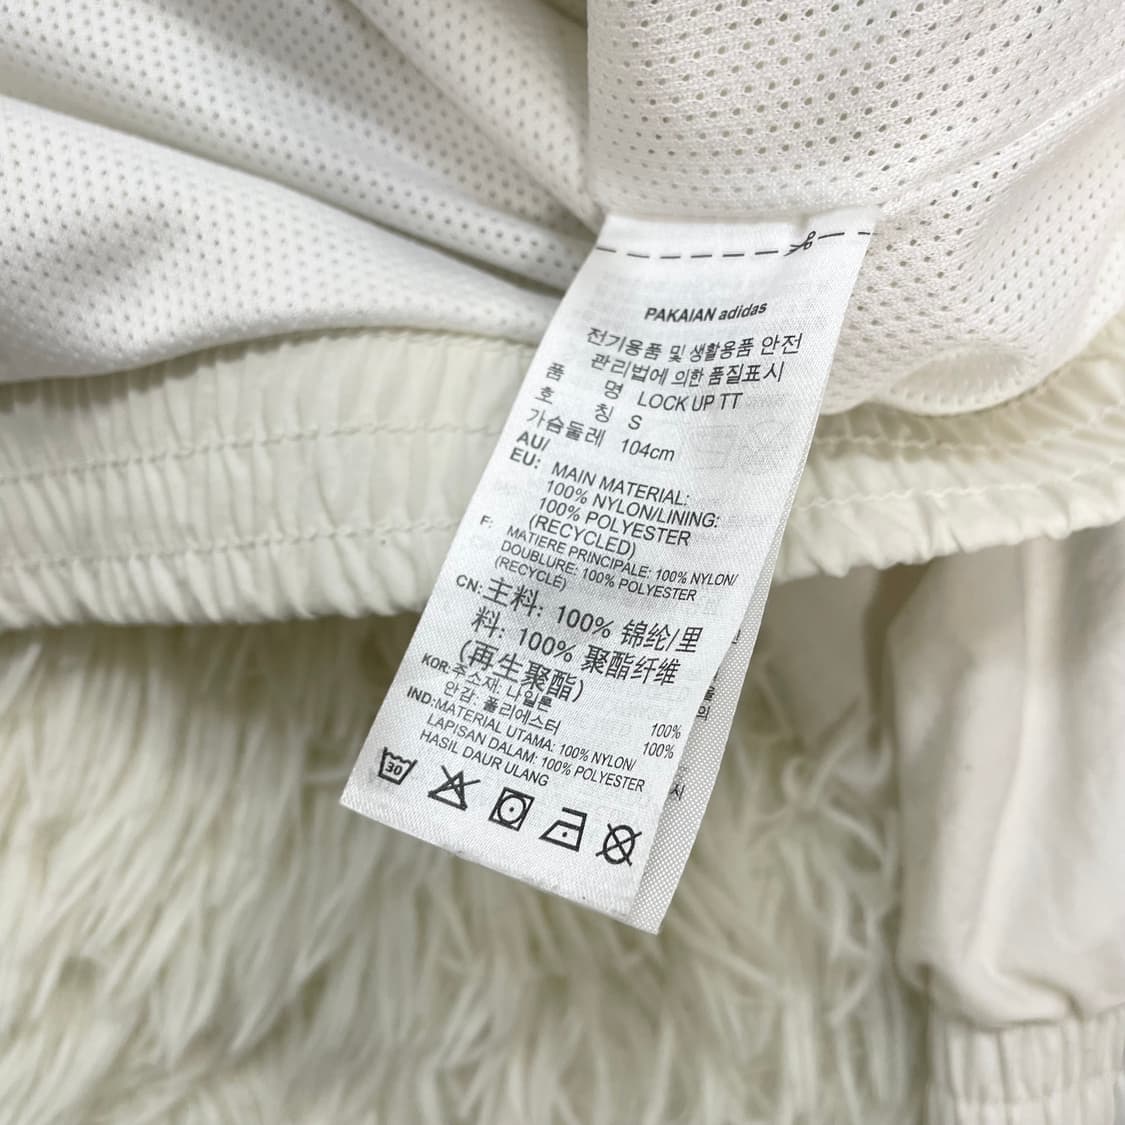 PAKAIAN adidas
전기용품 및 생활용품 안전
관리법에 의한 품질표시
품 명 LOCK UP TT
호 칭 S
가슴둘레 104cm
AU/
EU: MAIN MATERIAL:
100% NYLON/LINING:
100% POLYESTER
(RECYCLED)
F: MATIERE PRINCIPALE: 100% NYLON/
DOUBLURE: 100% POLYESTER
(RECYCLÉ)
CN: 主料: 100% 锦纶/里
料: 100% 聚酯纤维
(再生聚酯)
KOR: 주소재: 나일론 100%
안감: 폴리에스터 100%
IND: MATERIAL UTAMA: 100% NYLON/
LAPISAN DALAM: 100% POLYESTER
HASIL DAUR ULANG
30